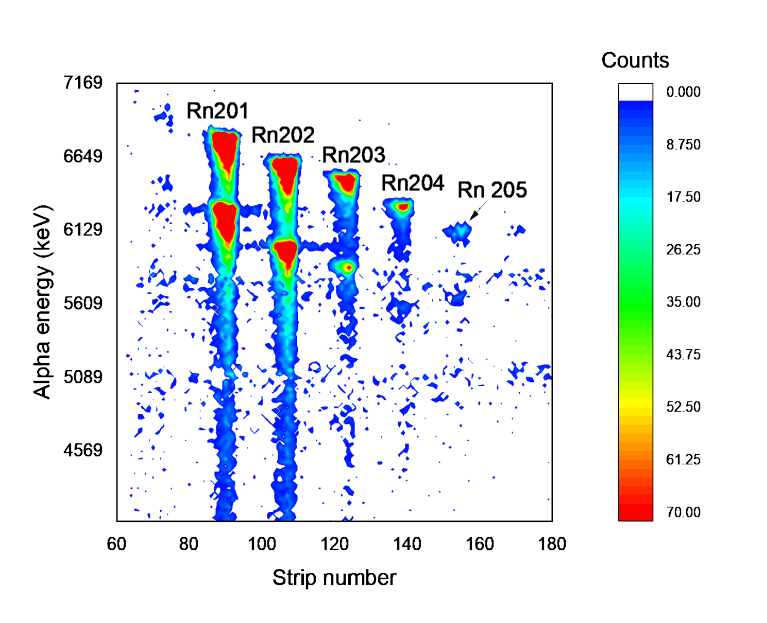 Counts
7169
0.000
Rn201
Rn202
8.750
6649
Rn203
Rn204
Rn 205
17.50
6129
26.25
5609
35.00
43.75
5089
52.50
4569
61.25
70.00
Alpha energy (keV)
60 80 100 120 140 160 180
Strip number